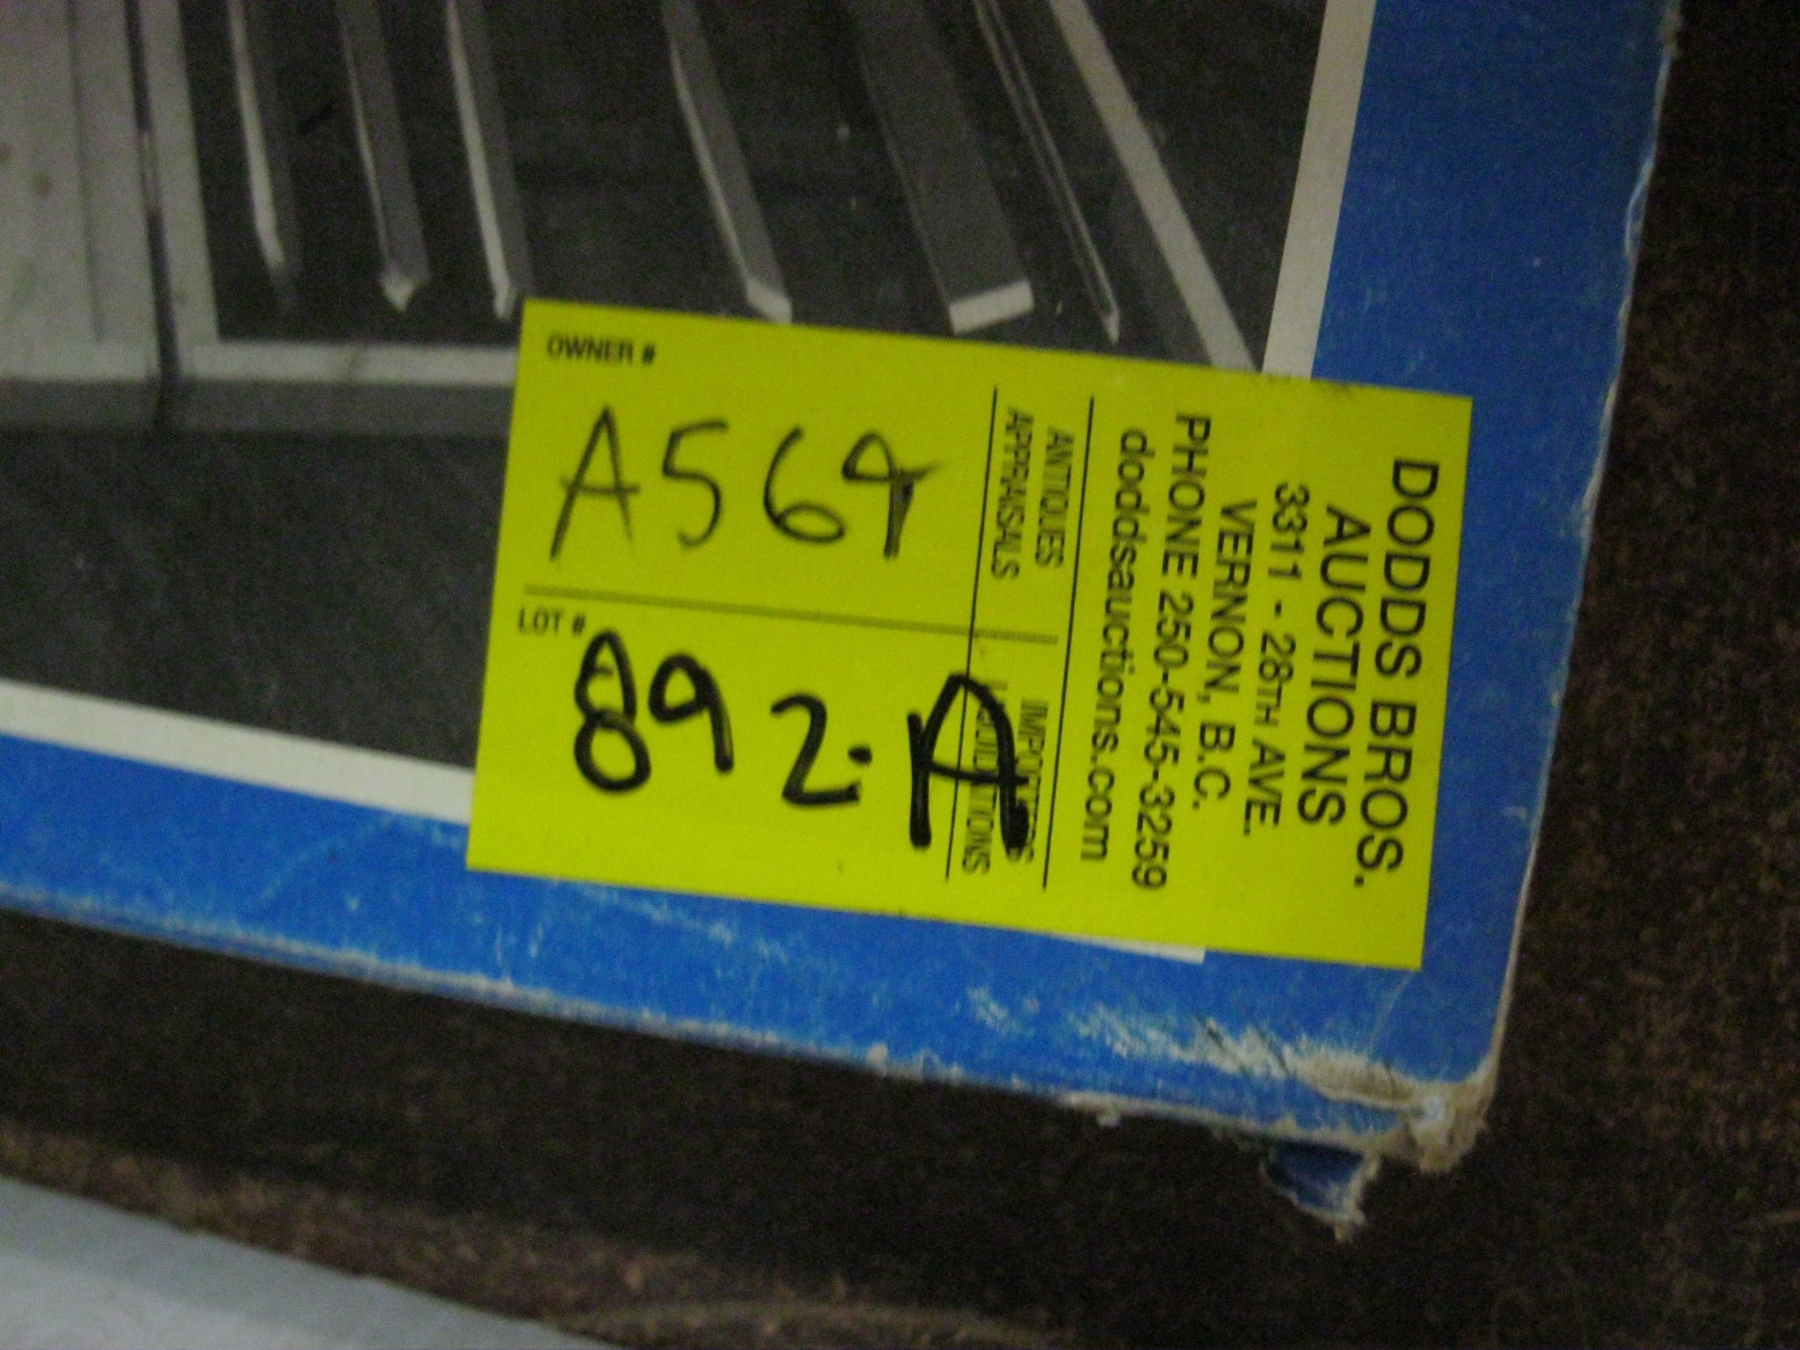 OWNER #
A564
LOT #
892-A
DODDS BROS.
AUCTIONS
3311 - 28TH AVE.
VERNON, B.C.
PHONE 250-545-3259
doddsauctions.com
ANTIQUES
APPRAISALS